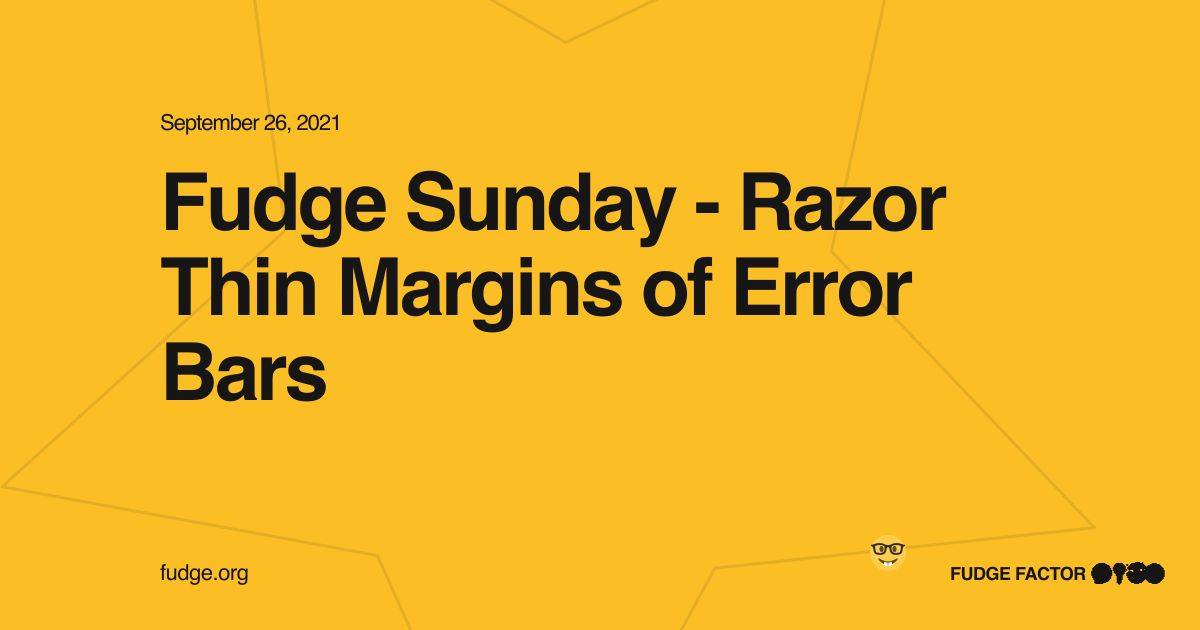 September 26, 2021
Fudge Sunday - Razor
Thin Margins of Error
Bars
fudge.org
FUDGE FACTOR